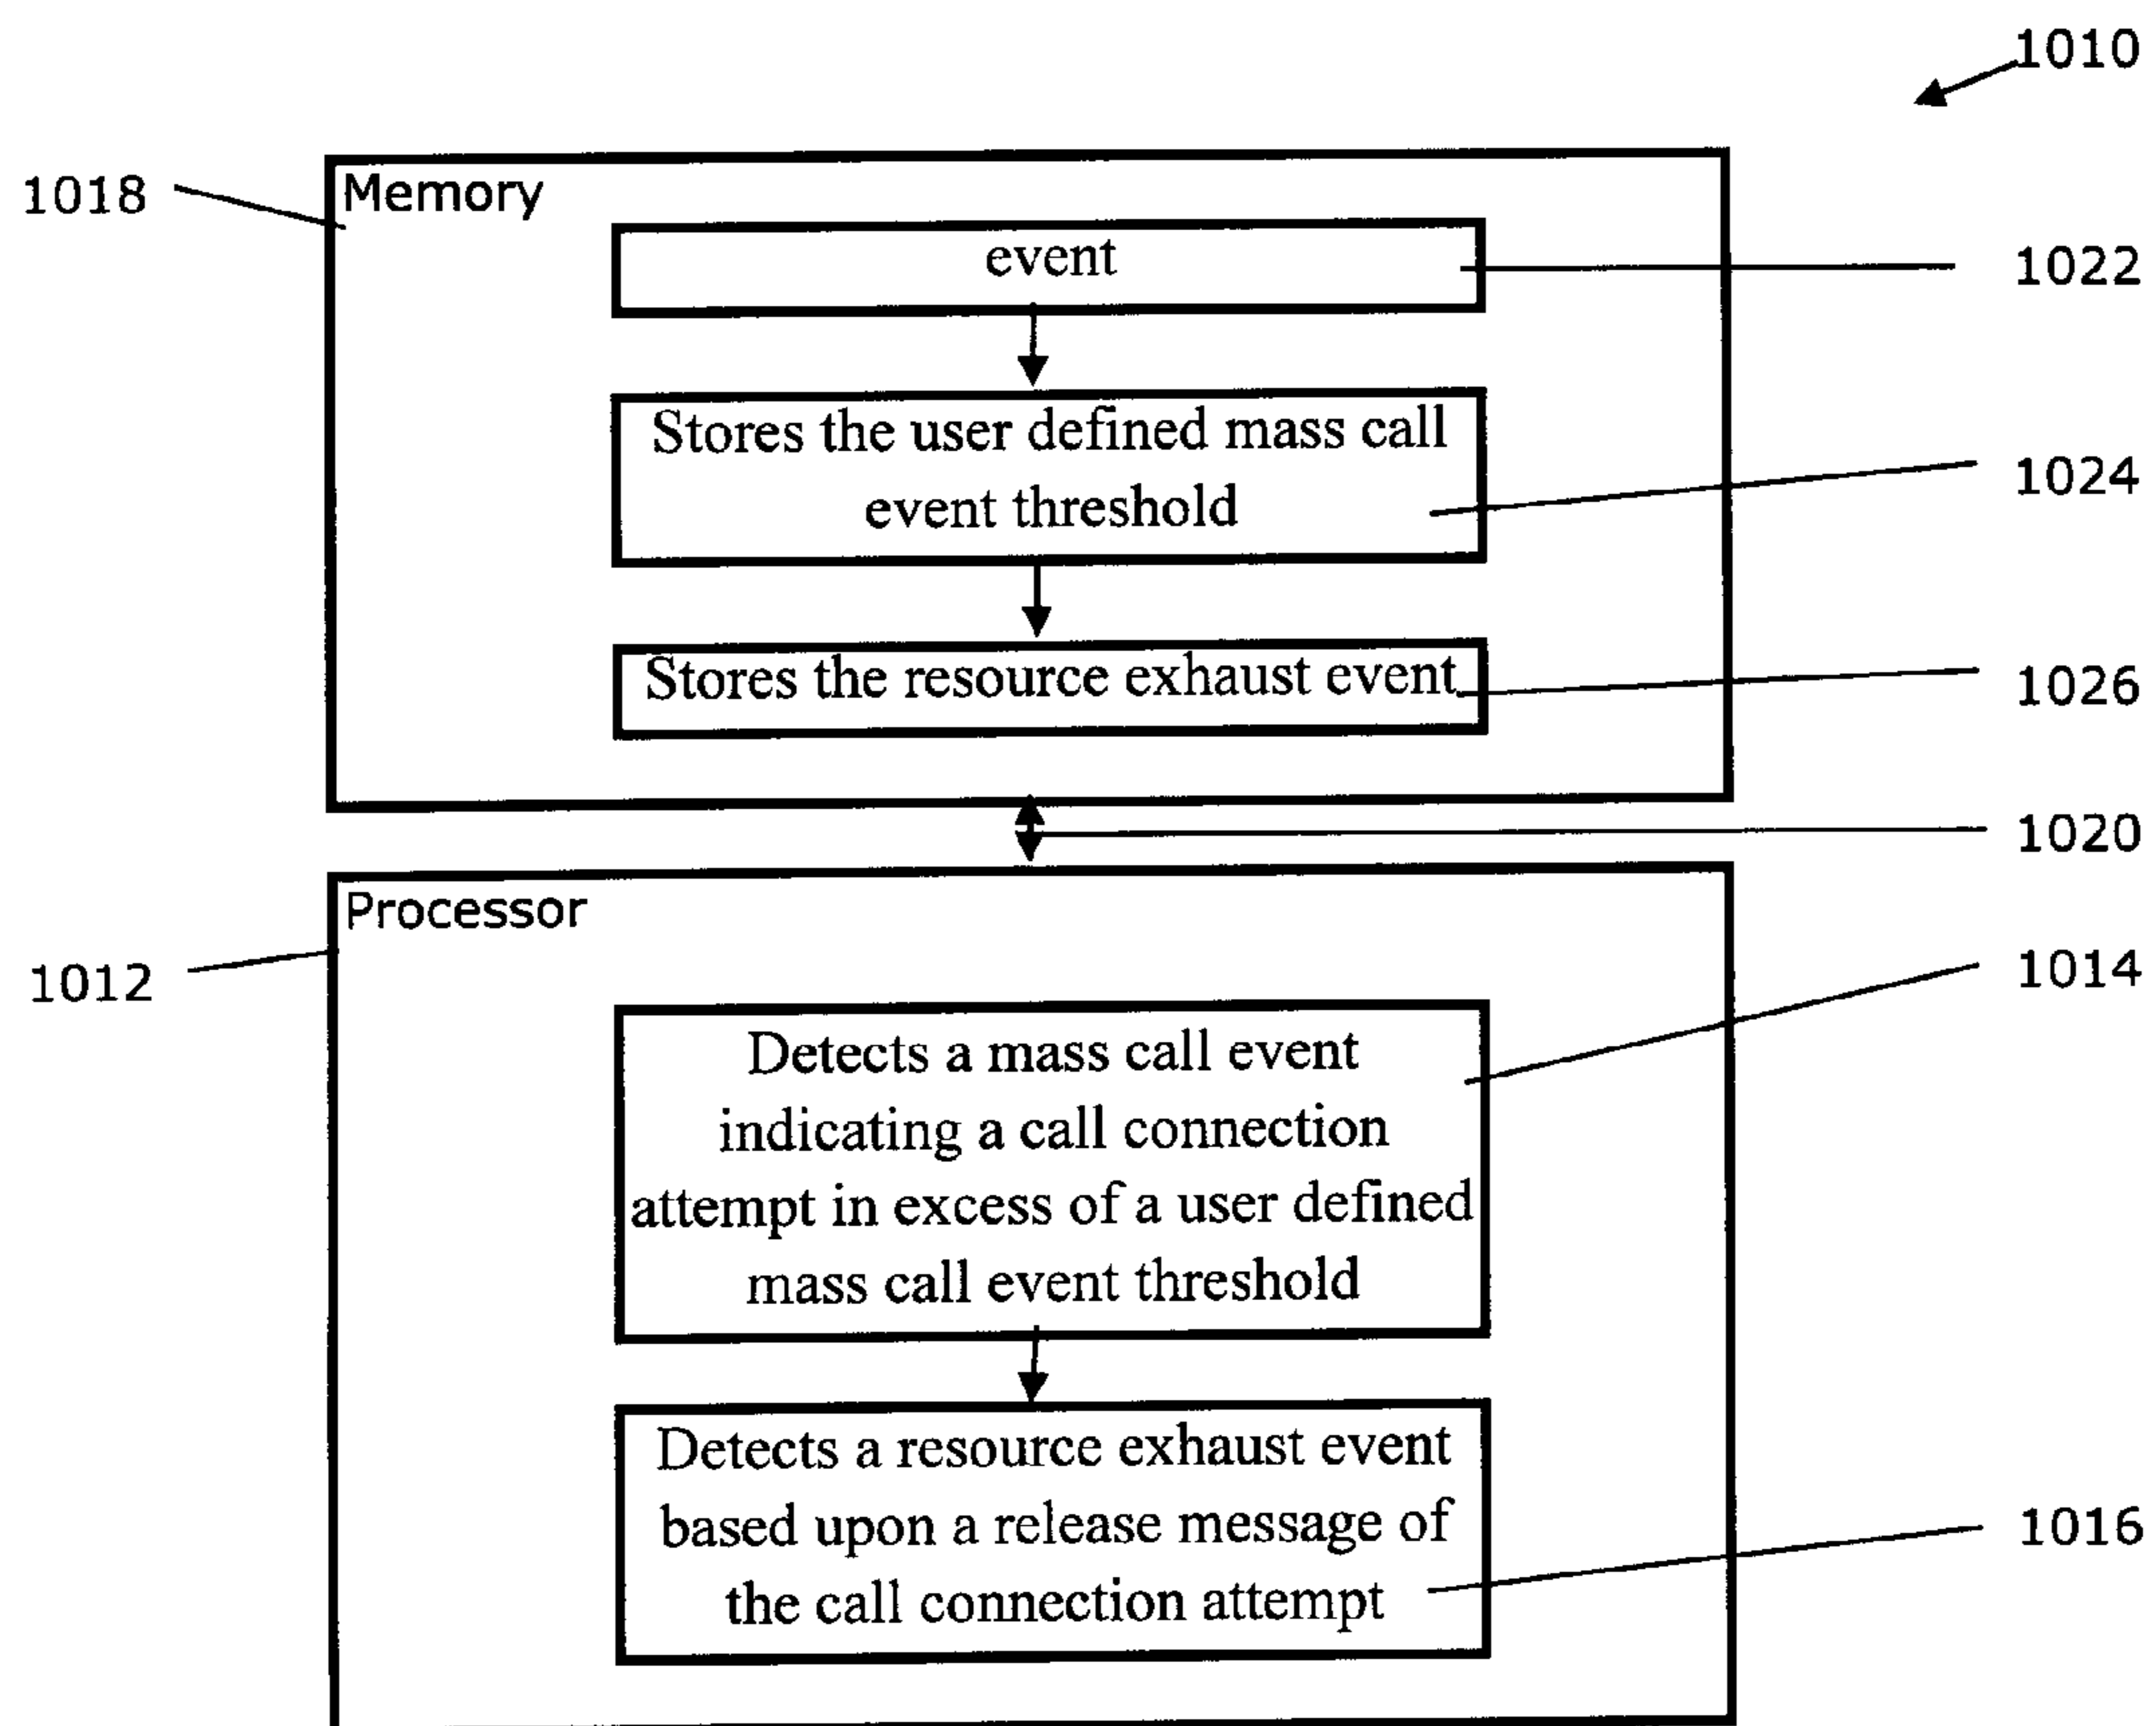 1010
1018
Memory
event
1022
Stores the user defined mass call
event threshold
1024
Stores the resource exhaust event
1026
1020
Processor
1012
1014
Detects a mass call event
indicating a call connection
attempt in excess of a user defined
mass call event threshold
Detects a resource exhaust event
based upon a release message of
the call connection attempt
1016